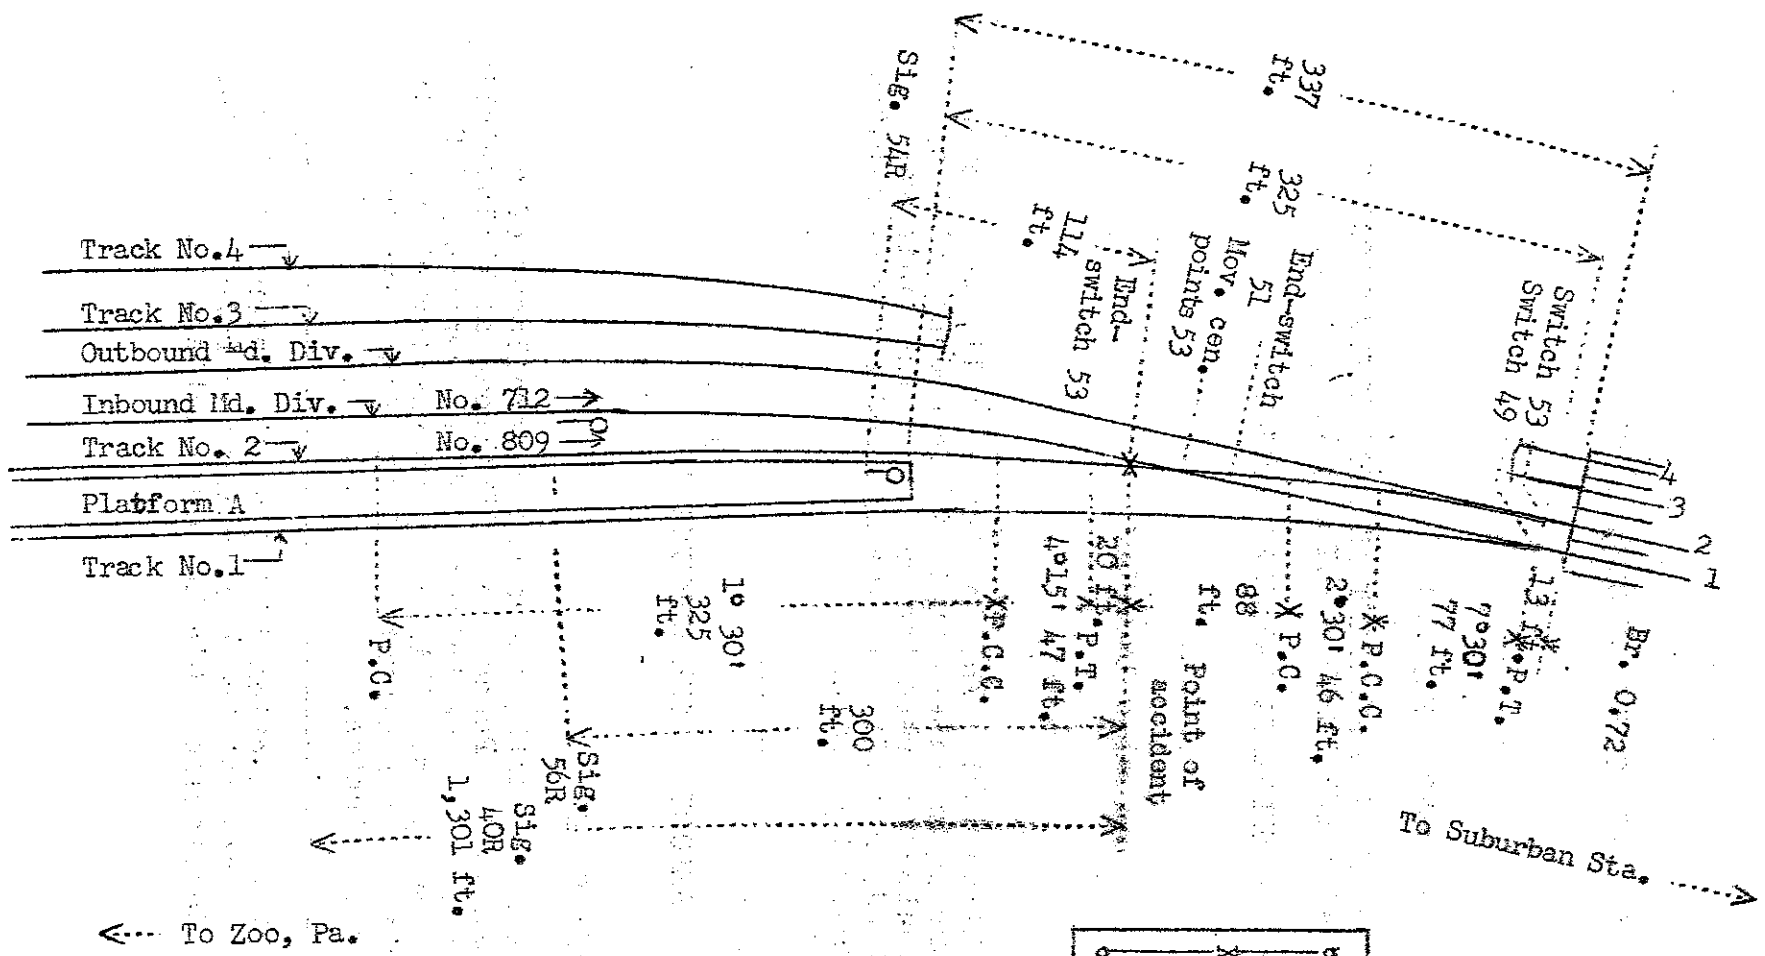 337
ft.
Sig. 54R
325
ft.
114
ft.
End-
switch 53
Mov. cen.
points 53
End-switch
51
Switch 53
Switch 49
Track No.4
Track No.3
Outbound Md. Div.
Inbound Md. Div.
No. 712
Track No. 2
No. 809
Platform A
Track No.1
4
3
2
1
P.C.
1° 30'
325
ft.
P.C.C.
4°15' 47 ft.
P.T.
20 ft.
88
ft.
Point of
accident
P.C.
2°30' 46 ft.
P.C.C.
7°30'
77 ft.
P.T.
13 ft.
Br. 0.72
300
ft.
Sig.
56R
Sig.
40R
1,301 ft.
To Suburban Sta.
To Zoo, Pa.